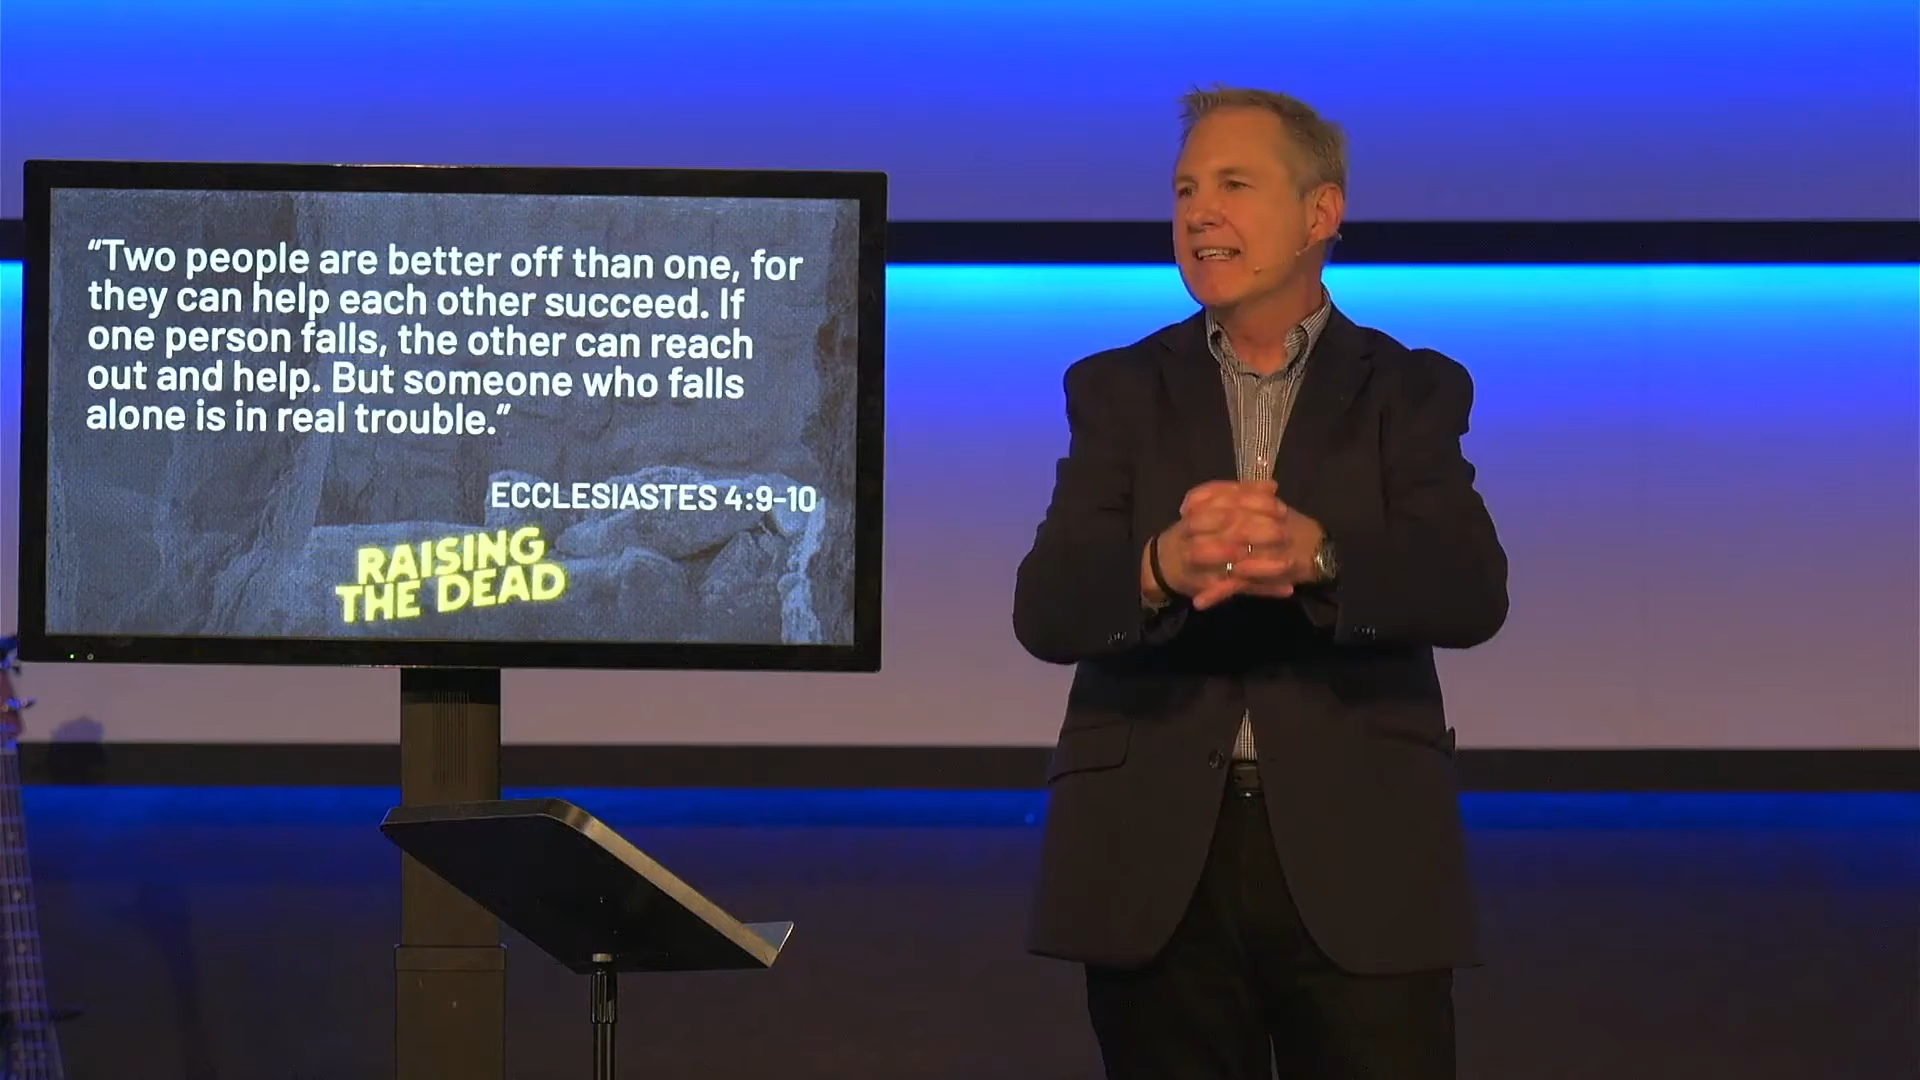 “Two people are better off than one, for
they can help each other succeed. If
one person falls, the other can reach
out and help. But someone who falls
alone is in real trouble.”
ECCLESIASTES 4:9-10
RAISING
THE DEAD